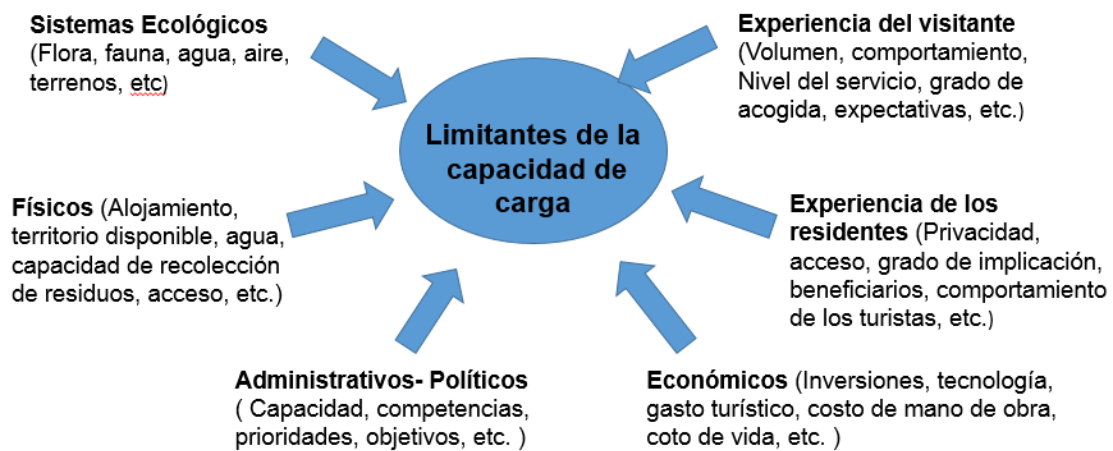 Sistemas Ecológicos
(Flora, fauna, agua, aire,
terrenos, etc)
Experiencia del visitante
(Volumen, comportamiento,
Nivel del servicio, grado de
acogida, expectativas, etc.)
Limitantes de la
capacidad de
carga
Físicos (Alojamiento,
territorio disponible, agua,
capacidad de recolección
de residuos, acceso, etc.)
Experiencia de los
residentes (Privacidad,
acceso, grado de implicación,
beneficiarios, comportamiento
de los turistas, etc.)
Administrativos- Políticos
( Capacidad, competencias,
prioridades, objetivos, etc. )
Económicos (Inversiones, tecnología,
gasto turístico, costo de mano de obra,
coto de vida, etc. )